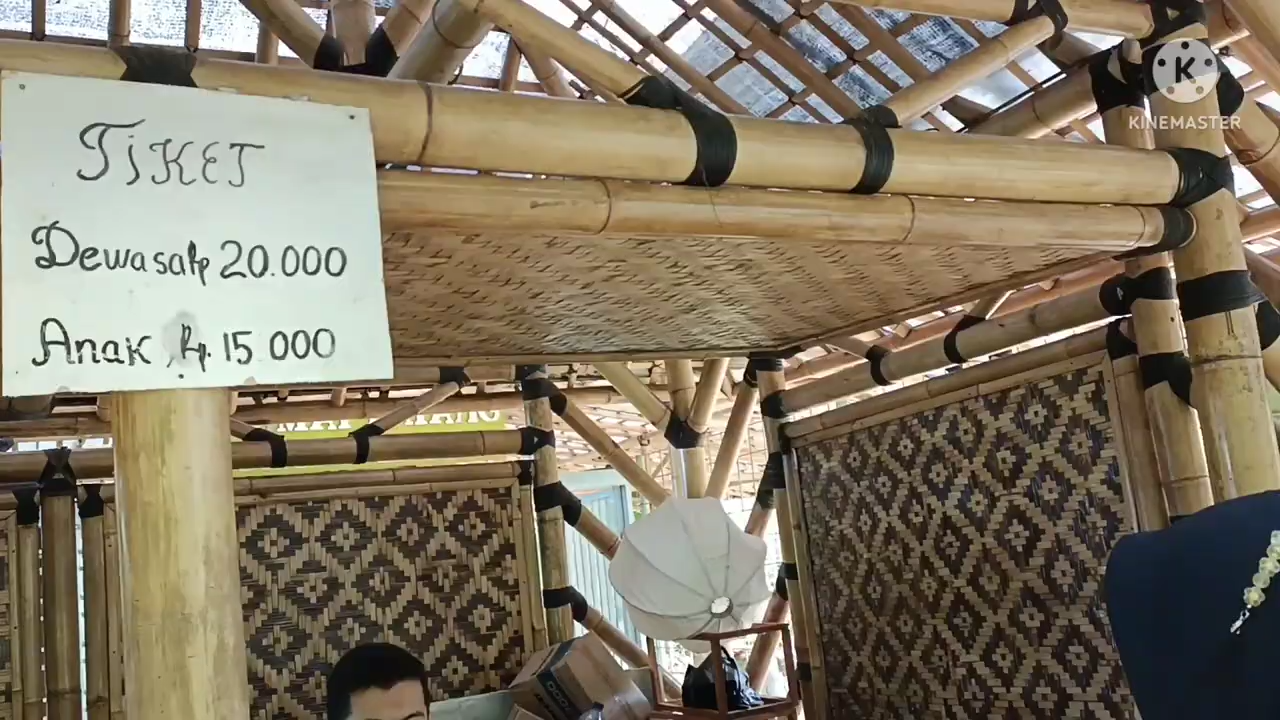 K
KINEMASTER
TiKET
Dewasa Rp 20.000
Anak , Rp. 15.000